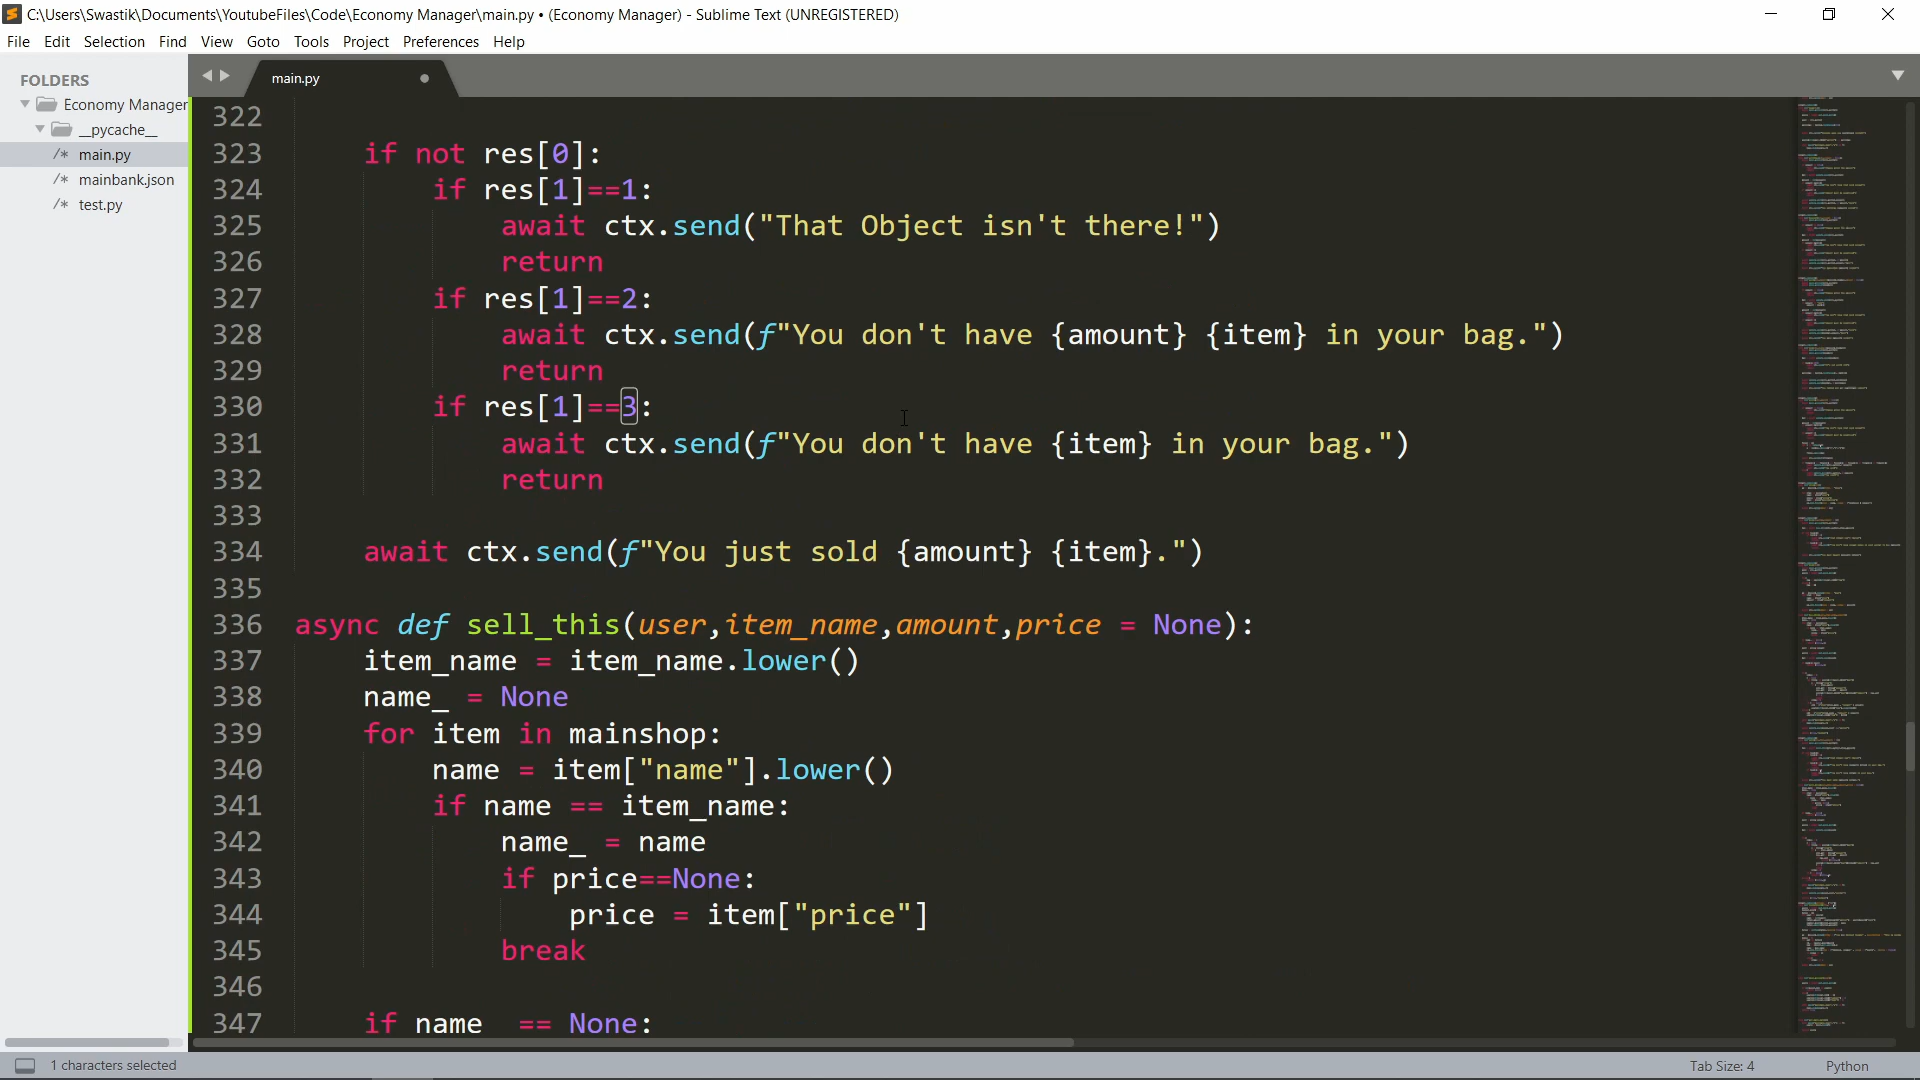 C:\Users\Swastik\Documents\YoutubeFiles\Code\Economy Manager\main.py • (Economy Manager) - Sublime Text (UNREGISTERED)
File Edit Selection Find View Goto Tools Project Preferences Help
FOLDERS
Economy Manager
__pycache__
/* main.py
/* mainbank.json
/* test.py
main.py
322
323 if not res[0]:
324 if res[1]==1:
325 await ctx.send("That Object isn't there!")
326 return
327 if res[1]==2:
328 await ctx.send(f"You don't have {amount} {item} in your bag.")
329 return
330 if res[1]==3:
331 await ctx.send(f"You don't have {item} in your bag.")
332 return
333
334 await ctx.send(f"You just sold {amount} {item}.")
335
336 async def sell_this(user,item_name,amount,price = None):
337 item_name = item_name.lower()
338 name_ = None
339 for item in mainshop:
340 name = item["name"].lower()
341 if name == item_name:
342 name_ = name
343 if price==None:
344 price = item["price"]
345 break
346
347 if name == None:
1 characters selected
Tab Size: 4
Python